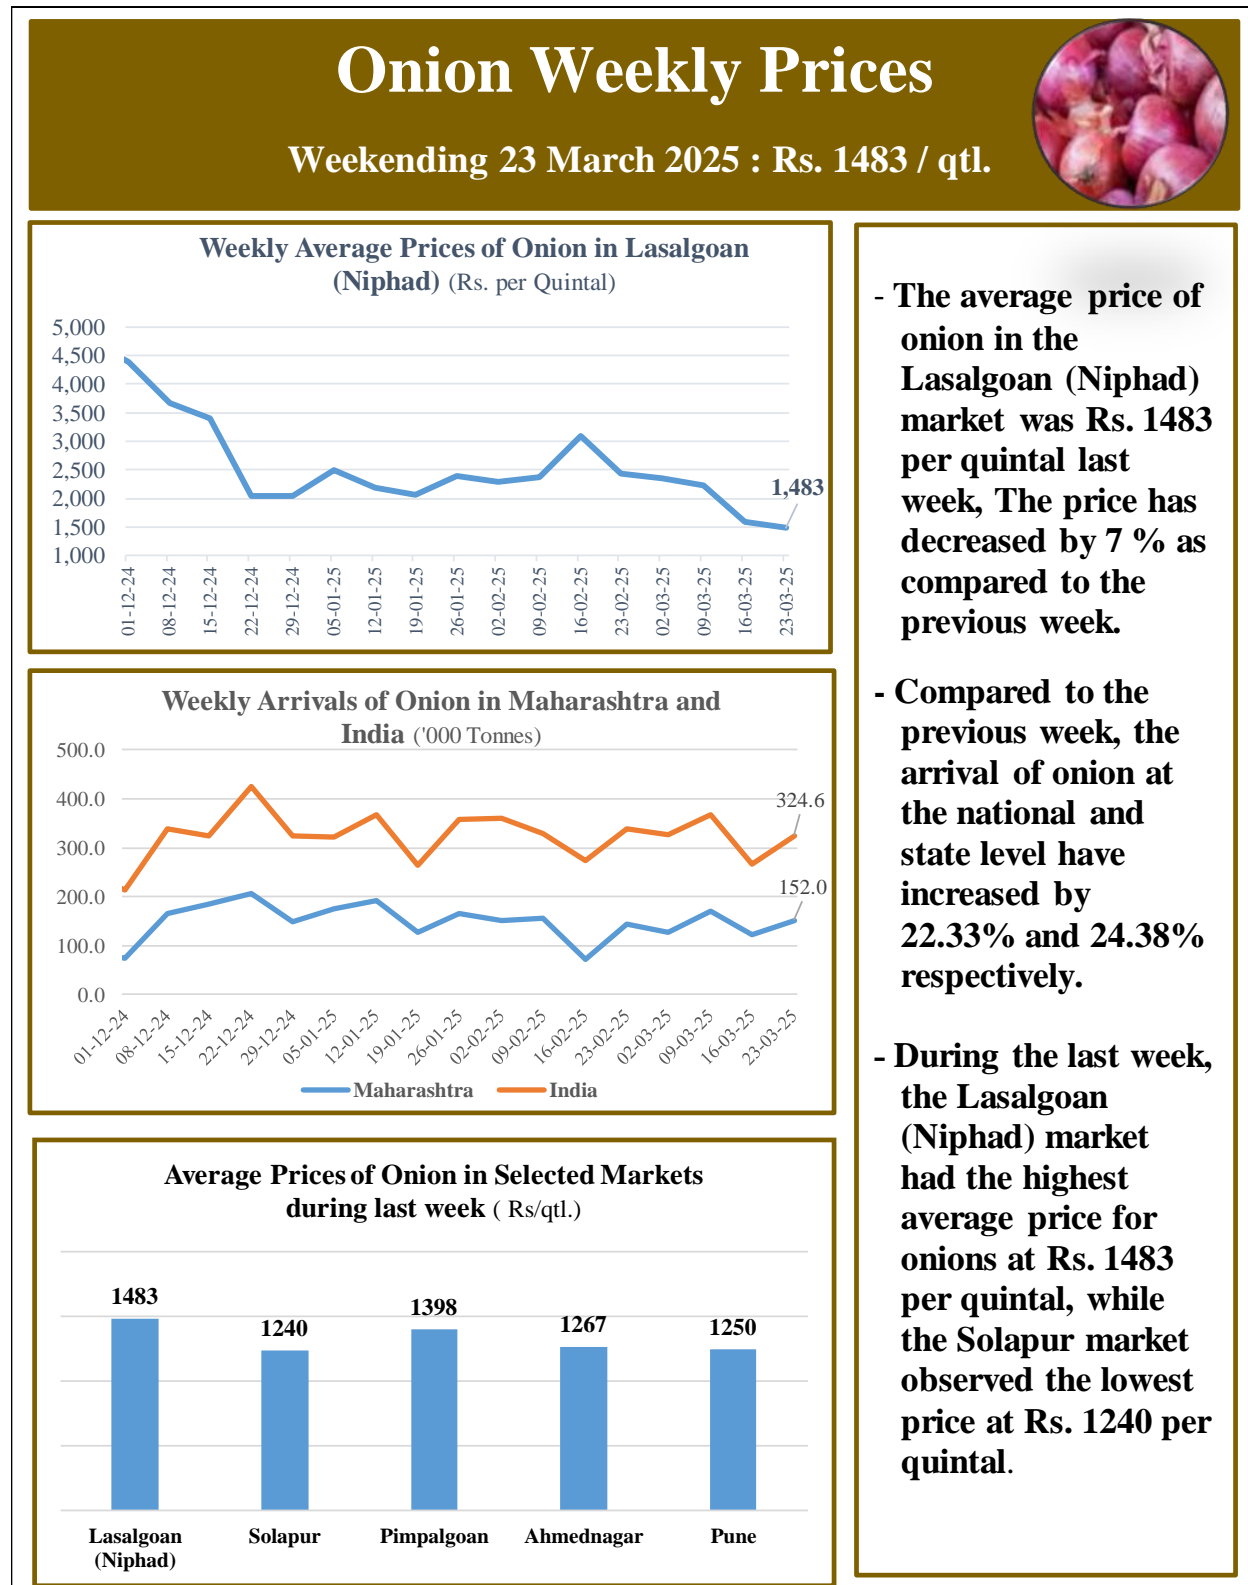 Onion Weekly Prices
Weekending 23 March 2025 : Rs. 1483 / qtl.
Weekly Average Prices of Onion in Lasalgoan
(Niphad) (Rs. per Quintal)
5,000
4,500
4,000
3,500
3,000
2,500
2,000
1,500
1,000
1,483
01-12-24
08-12-24
15-12-24
22-12-24
29-12-24
05-01-25
12-01-25
19-01-25
26-01-25
02-02-25
09-02-25
16-02-25
23-02-25
02-03-25
09-03-25
16-03-25
23-03-25
Weekly Arrivals of Onion in Maharashtra and
India ('000 Tonnes)
500.0
400.0
300.0
200.0
100.0
0.0
324.6
152.0
01-12-24
08-12-24
15-12-24
22-12-24
29-12-24
05-01-25
12-01-25
19-01-25
26-01-25
02-02-25
09-02-25
16-02-25
23-02-25
02-03-25
09-03-25
16-03-25
23-03-25
Maharashtra India
Average Prices of Onion in Selected Markets
during last week ( Rs/qtl.)
1483
1240
1398
1267
1250
Lasalgoan
(Niphad)
Solapur
Pimpalgoan
Ahmednagar
Pune
- The average price of
onion in the
Lasalgoan (Niphad)
market was Rs. 1483
per quintal last
week, The price has
decreased by 7 % as
compared to the
previous week.
- Compared to the
previous week, the
arrival of onion at
the national and
state level have
increased by
22.33% and 24.38%
respectively.
- During the last week,
the Lasalgoan
(Niphad) market
had the highest
average price for
onions at Rs. 1483
per quintal, while
the Solapur market
observed the lowest
price at Rs. 1240 per
quintal.